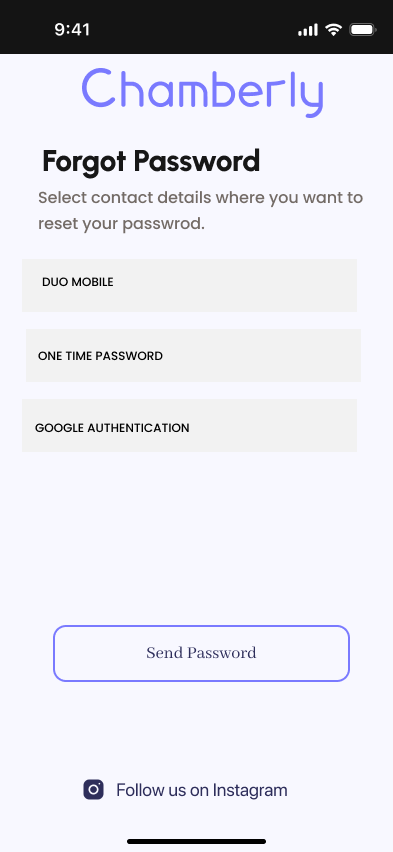 9:41
Chamberly
Forgot Password
Select contact details where you want to
reset your passwrod.
DUO MOBILE
ONE TIME PASSWORD
GOOGLE AUTHENTICATION
Send Password
Follow us on Instagram